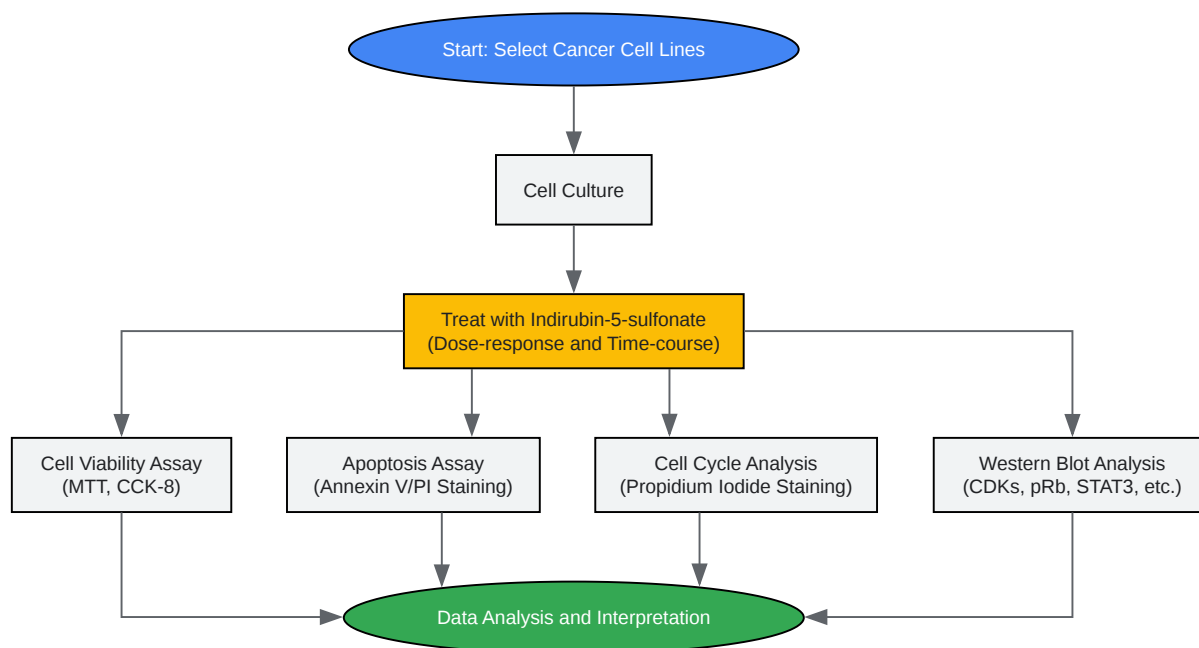 Start: Select Cancer Cell Lines
Cell Culture
Treat with Indirubin-5-sulfonate
(Dose-response and Time-course)
Cell Viability Assay
(MTT, CCK-8)
Apoptosis Assay
(Annexin V/PI Staining)
Cell Cycle Analysis
(Propidium Iodide Staining)
Western Blot Analysis
(CDKs, pRb, STAT3, etc.)
Data Analysis and Interpretation